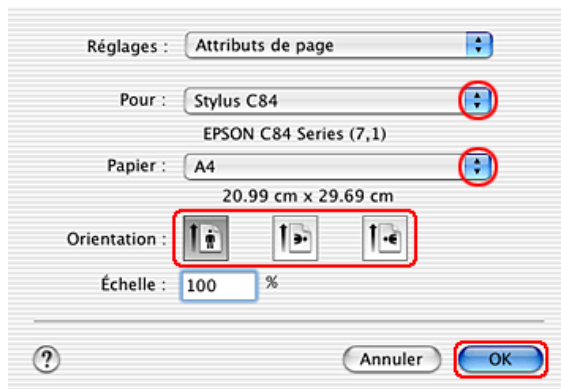 Réglages : Attributs de page
Pour : Stylus C84
EPSON C84 Series (7,1)
Papier : A4
20.99 cm x 29.69 cm
Orientation :
Échelle : 100 %
? Annuler OK